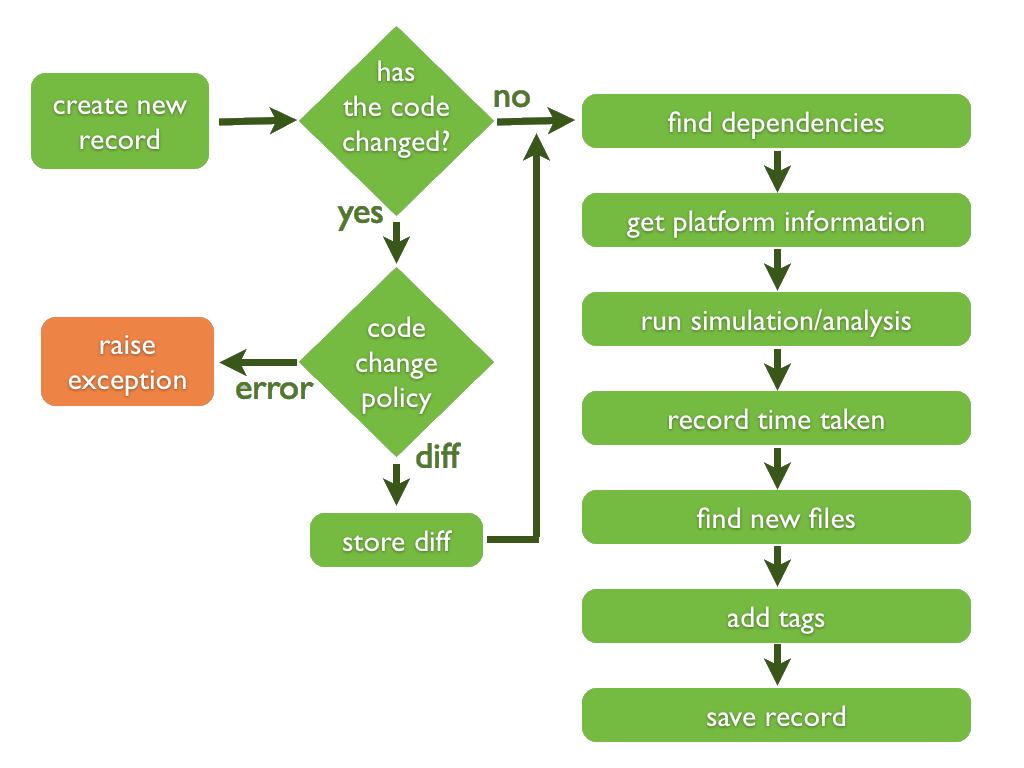 create new
record
has
the code
changed?
no
yes
code
change
policy
error
raise
exception
diff
store diff
find dependencies
get platform information
run simulation/analysis
record time taken
find new files
add tags
save record